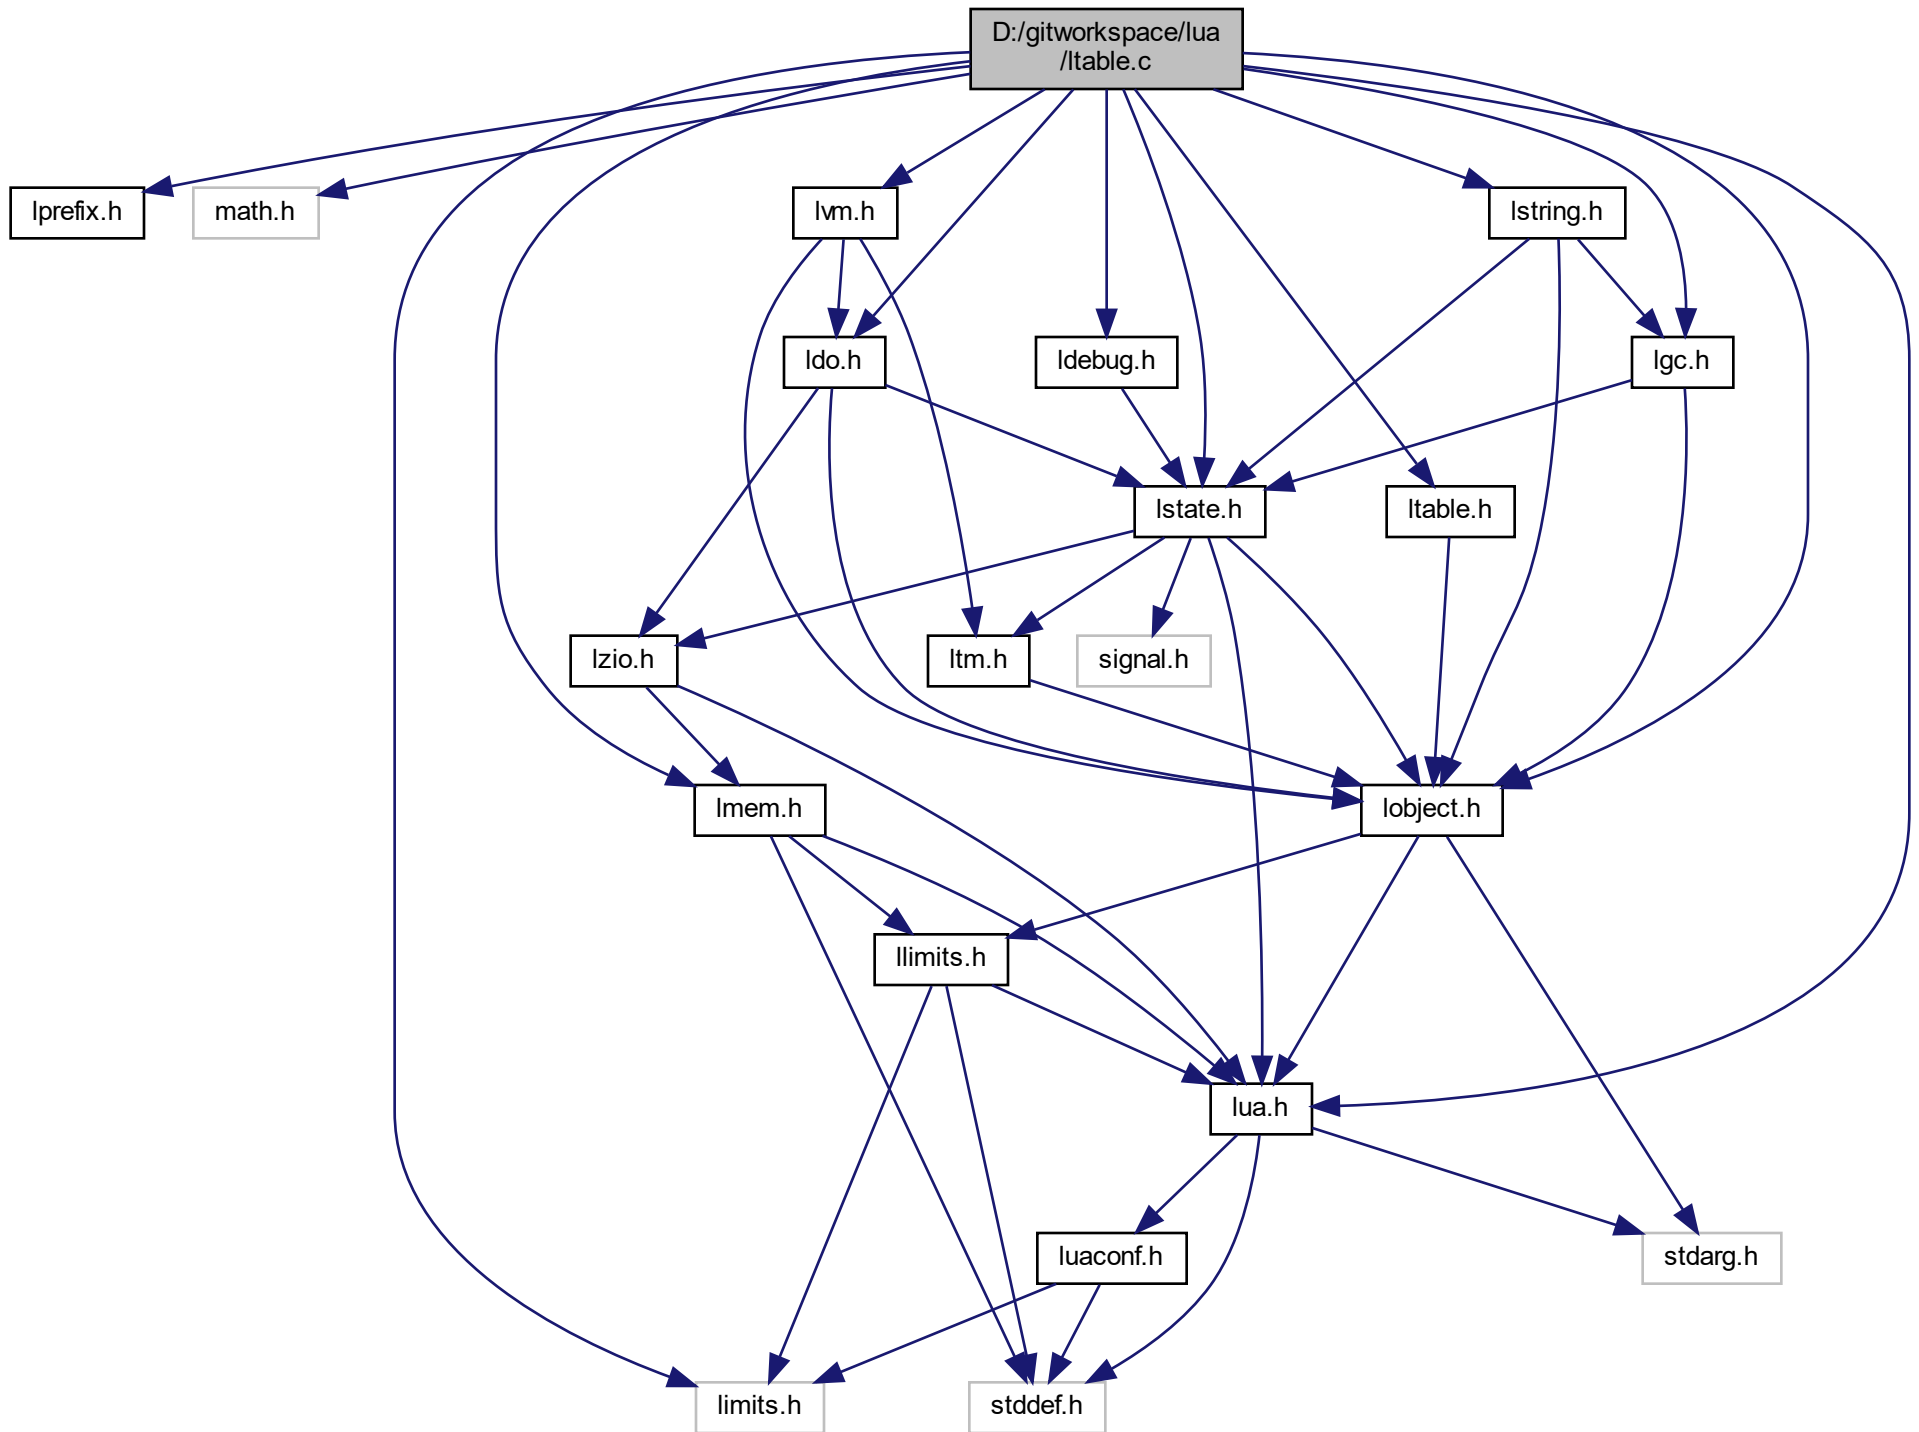 D:/gitworkspace/lua
/ltable.c
lprefix.h
math.h
lvm.h
lstring.h
ldo.h
ldebug.h
lgc.h
lstate.h
ltable.h
lzio.h
ltm.h
signal.h
lmem.h
lobject.h
llimits.h
lua.h
luaconf.h
stdarg.h
limits.h
stddef.h